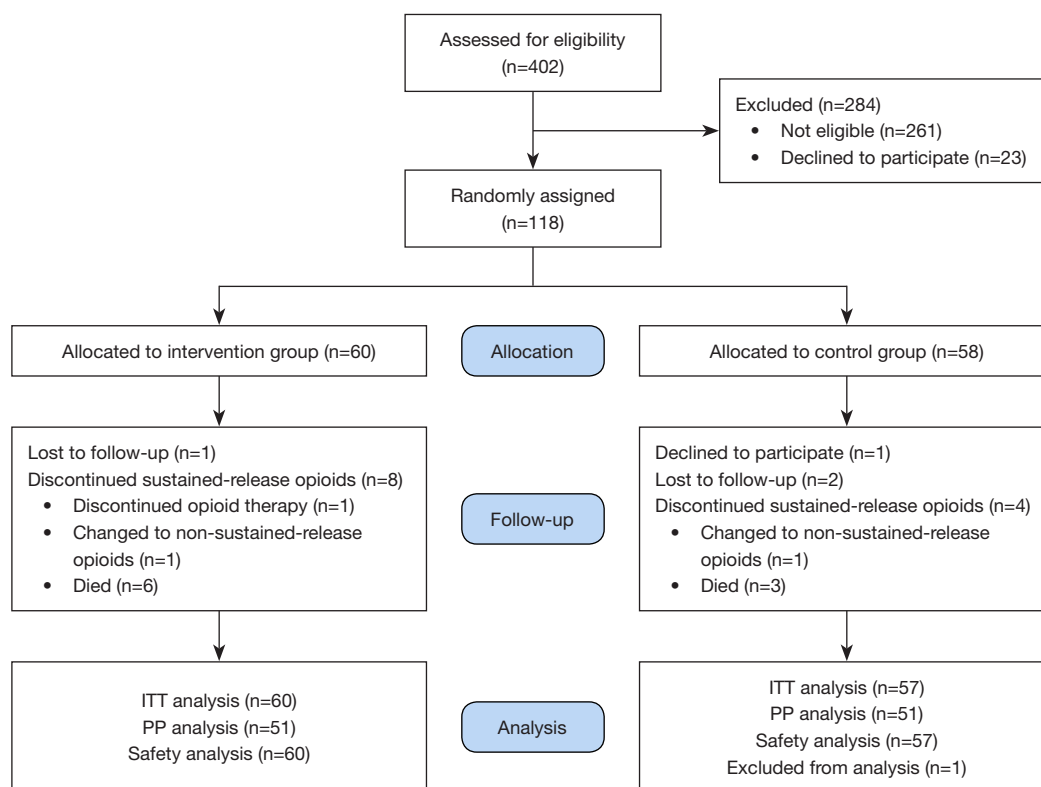 Assessed for eligibility
(n=402)
Excluded (n=284)
• Not eligible (n=261)
• Declined to participate (n=23)
Randomly assigned
(n=118)
Allocated to intervention group (n=60)
Allocation
Allocated to control group (n=58)
Lost to follow-up (n=1)
Discontinued sustained-release opioids (n=8)
• Discontinued opioid therapy (n=1)
• Changed to non-sustained-release
opioids (n=1)
• Died (n=6)
Follow-up
Declined to participate (n=1)
Lost to follow-up (n=2)
Discontinued sustained-release opioids (n=4)
• Changed to non-sustained-release
opioids (n=1)
• Died (n=3)
ITT analysis (n=60)
PP analysis (n=51)
Safety analysis (n=60)
Analysis
ITT analysis (n=57)
PP analysis (n=51)
Safety analysis (n=57)
Excluded from analysis (n=1)